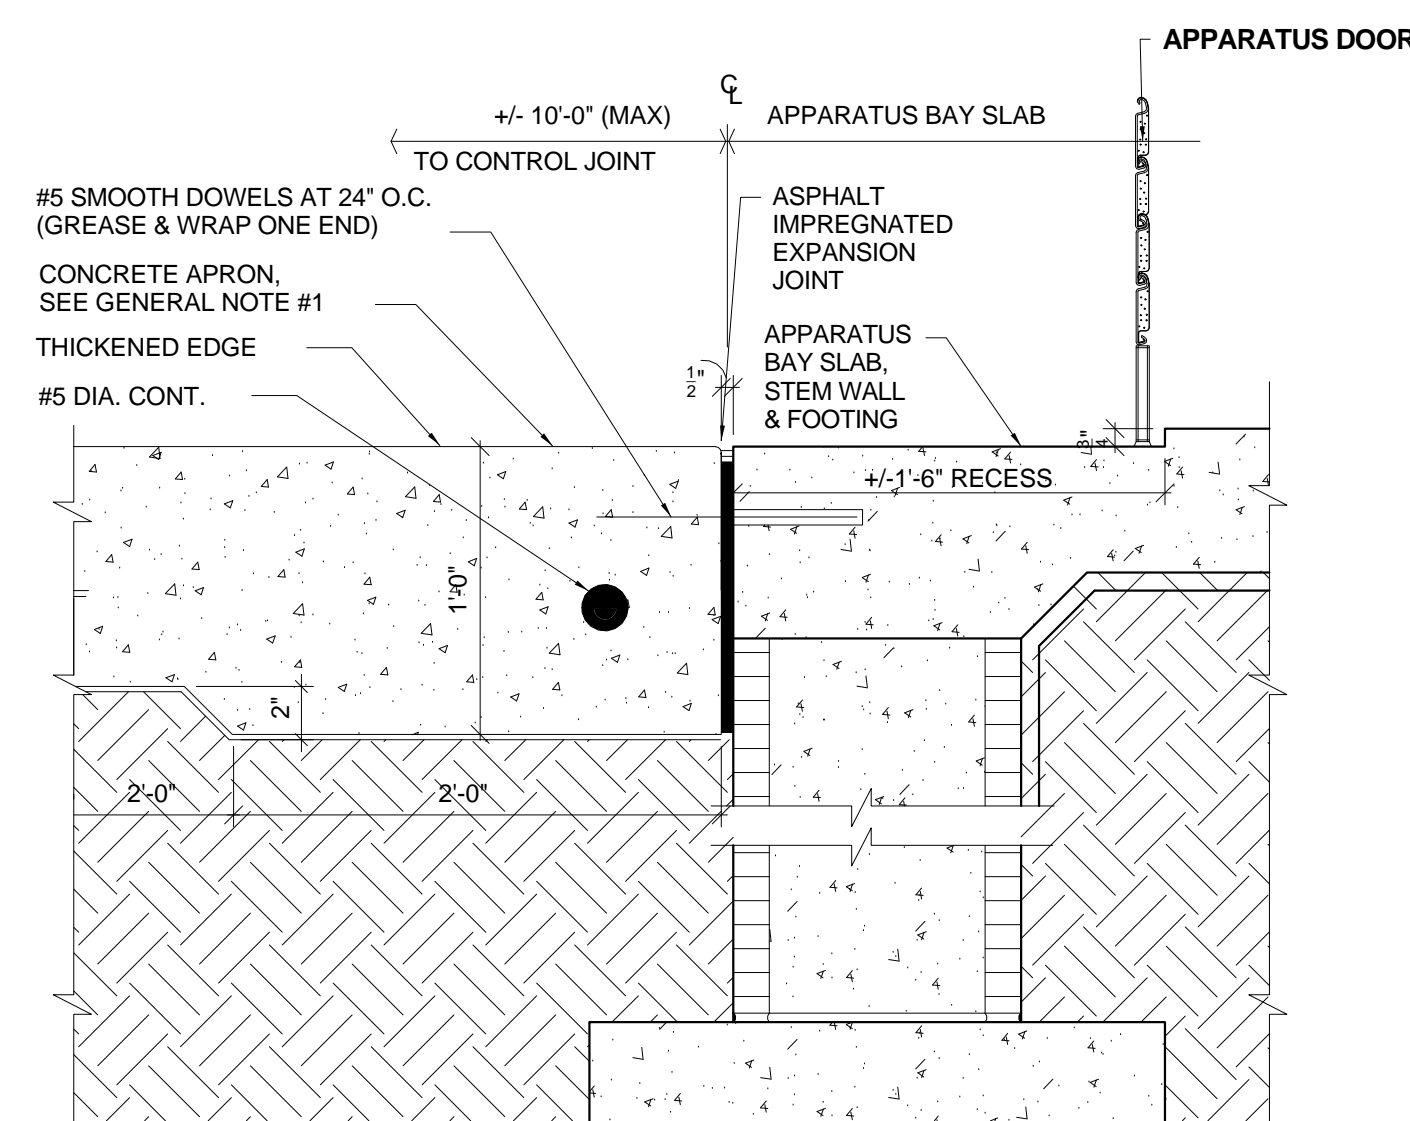 APPARATUS DOOR
CL
+/- 10'-0" (MAX)
APPARATUS BAY SLAB
TO CONTROL JOINT
#5 SMOOTH DOWELS AT 24" O.C.
(GREASE & WRAP ONE END)
ASPHALT
IMPREGNATED
EXPANSION
JOINT
CONCRETE APRON,
SEE GENERAL NOTE #1
THICKENED EDGE
#5 DIA. CONT.
1/2"
APPARATUS
BAY SLAB,
STEM WALL
& FOOTING
3/4"
+/-1'-6" RECESS
1'-0"
2"
2'-0"
2'-0"